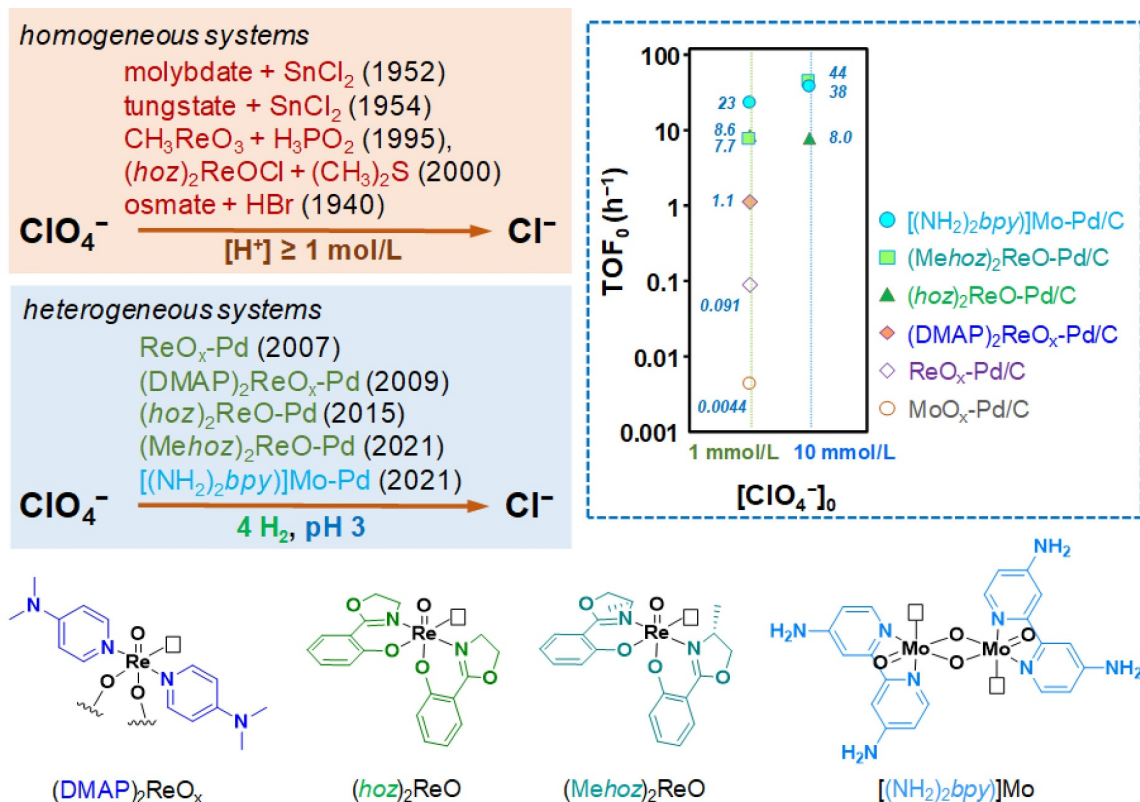 homogeneous systems
molybdate + SnCl₂ (1952)
tungstate + SnCl₂ (1954)
CH₃ReO₃ + H₃PO₂ (1995),
(hoz)₂ReOCl + (CH₃)₂S (2000)
osmate + HBr (1940)
ClO₄⁻ Cl⁻
[H⁺] ≥ 1 mol/L
heterogeneous systems
ReOₓ-Pd (2007)
(DMAP)₂ReOₓ-Pd (2009)
(hoz)₂ReO-Pd (2015)
(Mehoz)₂ReO-Pd (2021)
[(NH₂)₂bpy)]Mo-Pd (2021)
ClO₄⁻ Cl⁻
4 H₂, pH 3
TOF₀ (h⁻¹)
100
10
1
0.1
0.01
0.001
23
8.6
7.7
1.1
0.091
0.0044
44
38
8.0
1 mmol/L 10 mmol/L
[ClO₄⁻]₀
[(NH₂)₂bpy)]Mo-Pd/C
(Mehoz)₂ReO-Pd/C
(hoz)₂ReO-Pd/C
(DMAP)₂ReOₓ-Pd/C
ReOₓ-Pd/C
MoOₓ-Pd/C
N
O
Re
N
O
O
N
N
O
O
N
Re
O
O
N
O
O
O
N
Re
O
O
N
O
NH₂
NH₂
N
N
O
Mo
O
O
Mo
O
N
N
NH₂
H₂N
(DMAP)₂ReOₓ
(hoz)₂ReO
(Mehoz)₂ReO
[(NH₂)₂bpy)]Mo